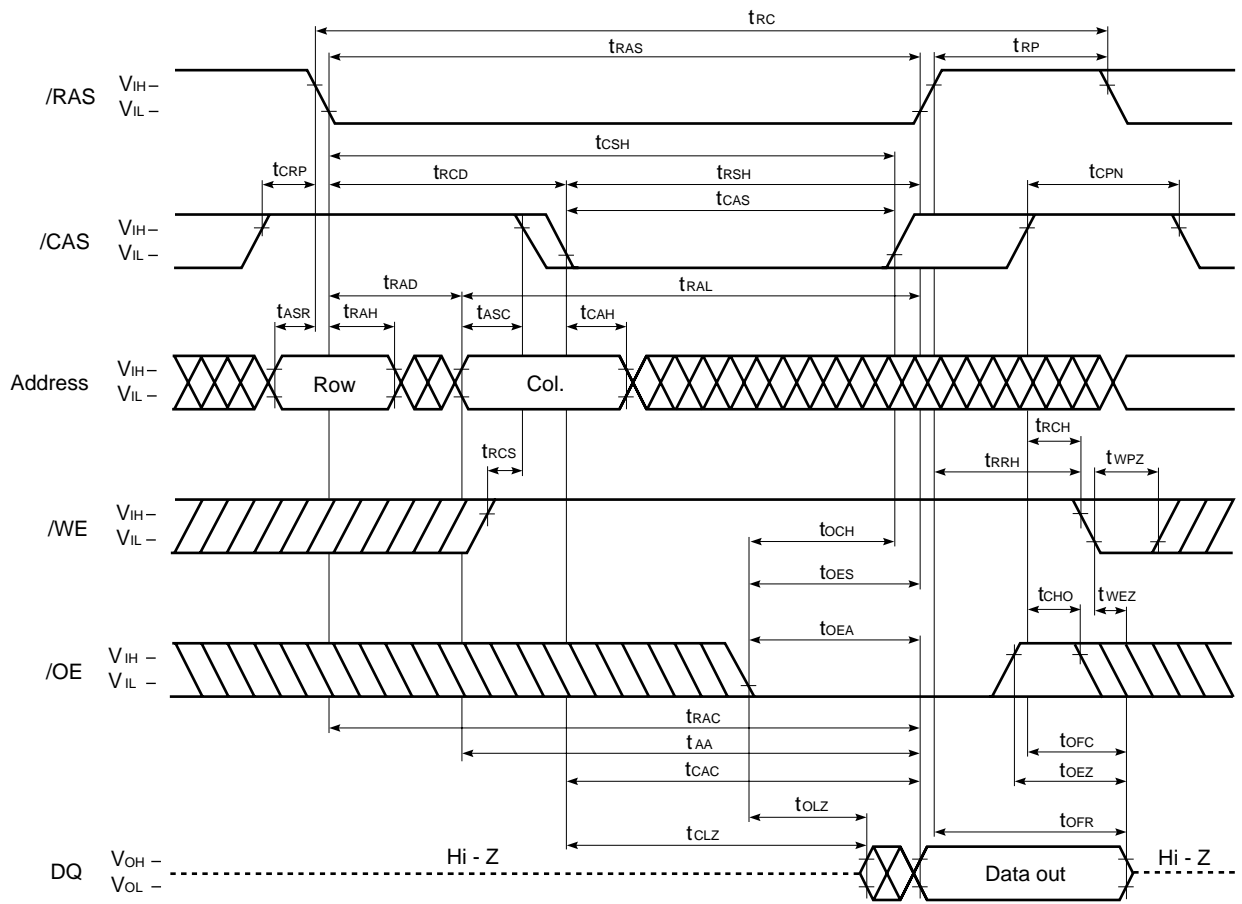 tRC
tRAS tRP
/RAS VIH –
VIL –
tCSH
tCRP tRCD tRSH tCPN
tCAS
/CAS VIH –
VIL –
tRAD tRAL
tASR tRAH tASC tCAH
Address VIH –
VIL –
Row Col.
tRCH
tRCS tRRH tWPZ
/WE VIH –
VIL –
tOCH
tOES
tCHO tWEZ
tOEA
/OE VIH –
VIL –
tRAC
tAA tOFC
tCAC tOEZ
tOLZ
tCLZ tOFR
DQ VOH –
VOL –
Hi - Z Data out Hi - Z